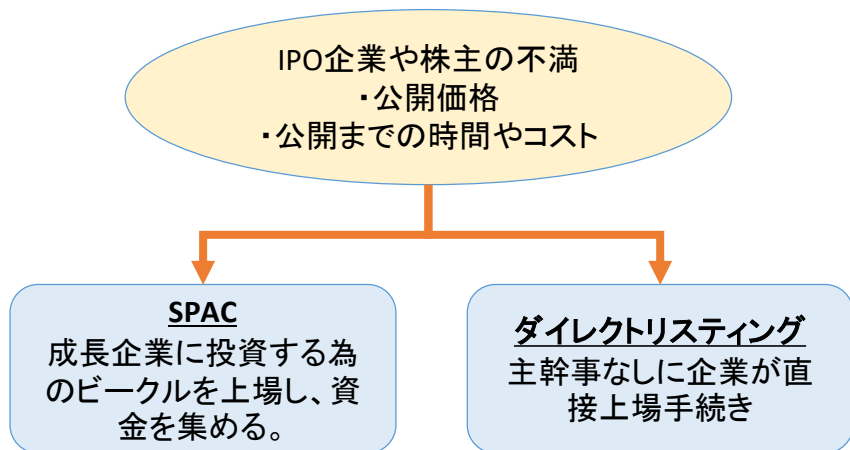 IPO企業や株主の不満
・公開価格
・公開までの時間やコスト
SPAC
成長企業に投資する為
のビークルを上場し、資
金を集める。
ダイレクトリスティング
主幹事なしに企業が直
接上場手続き